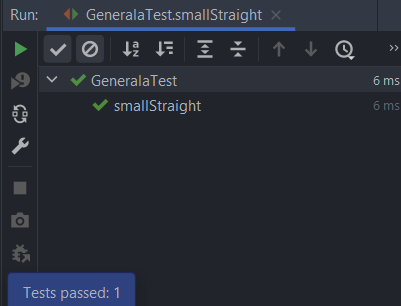 Run: GeneralaTest.smallStraight
GeneralaTest 6 ms
smallStraight 6 ms
Tests passed: 1